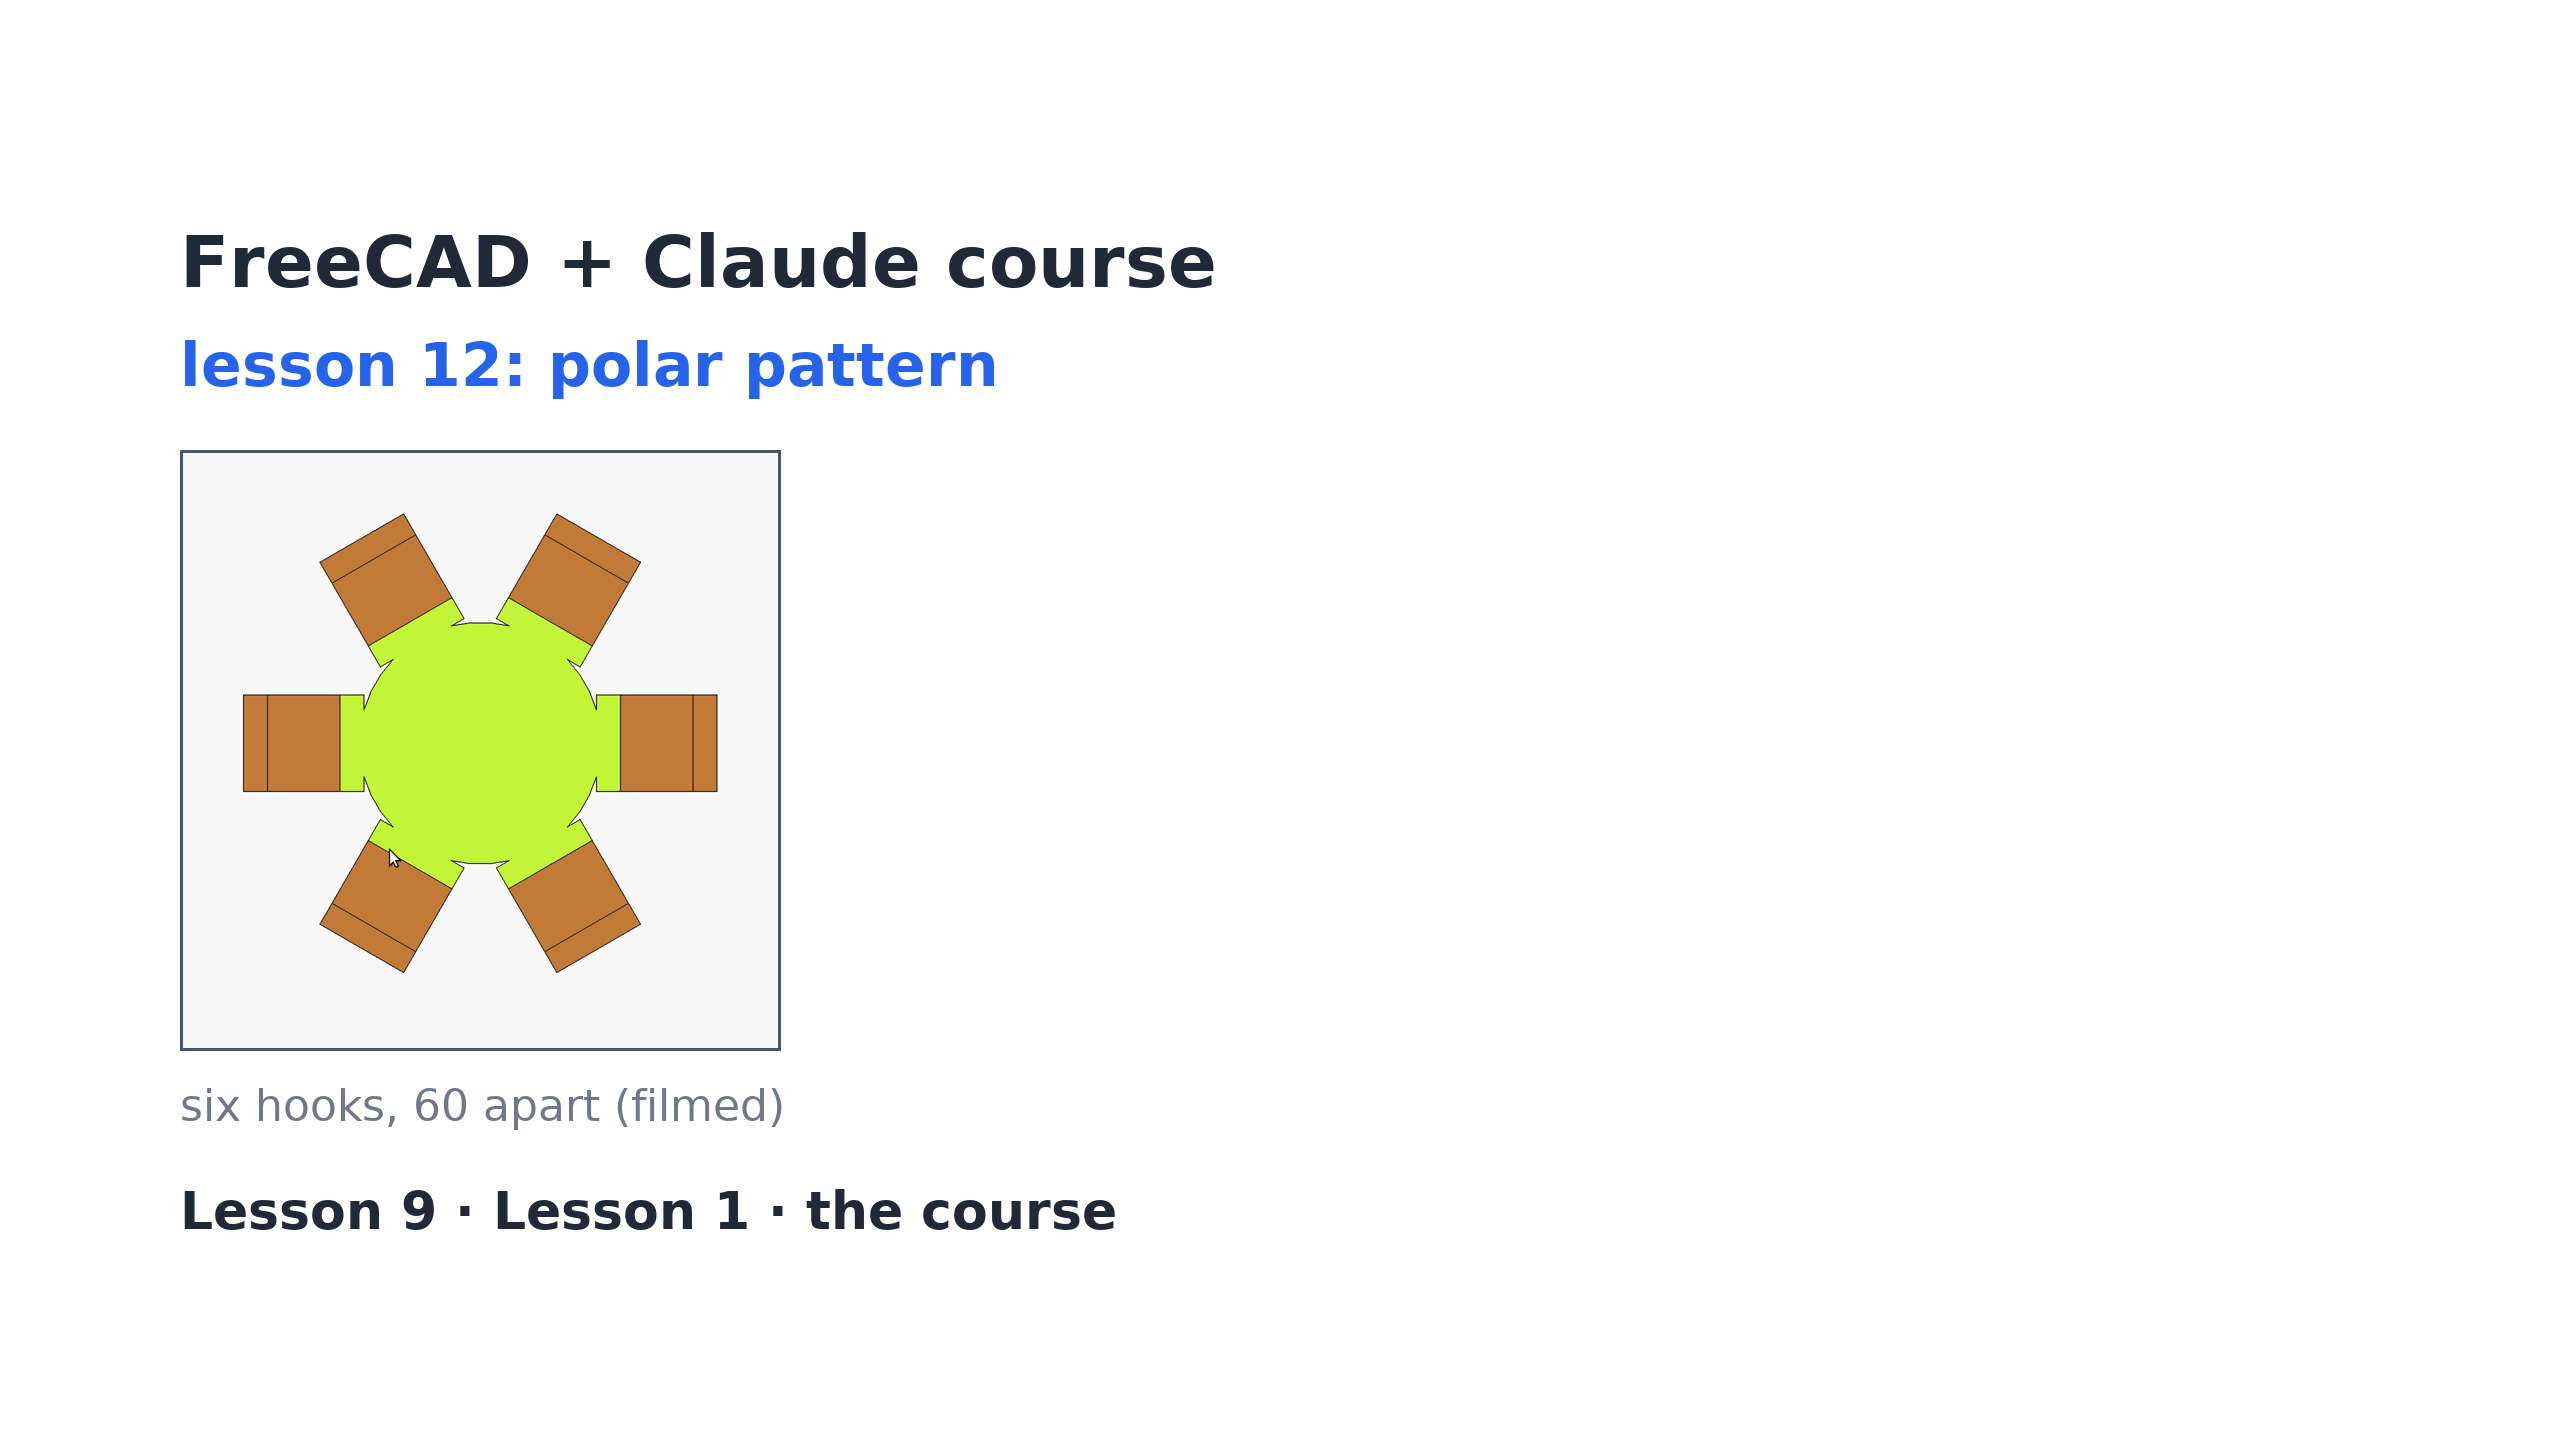 FreeCAD + Claude course
lesson 12: polar pattern
six hooks, 60 apart (filmed)
Lesson 9 · Lesson 1 · the course